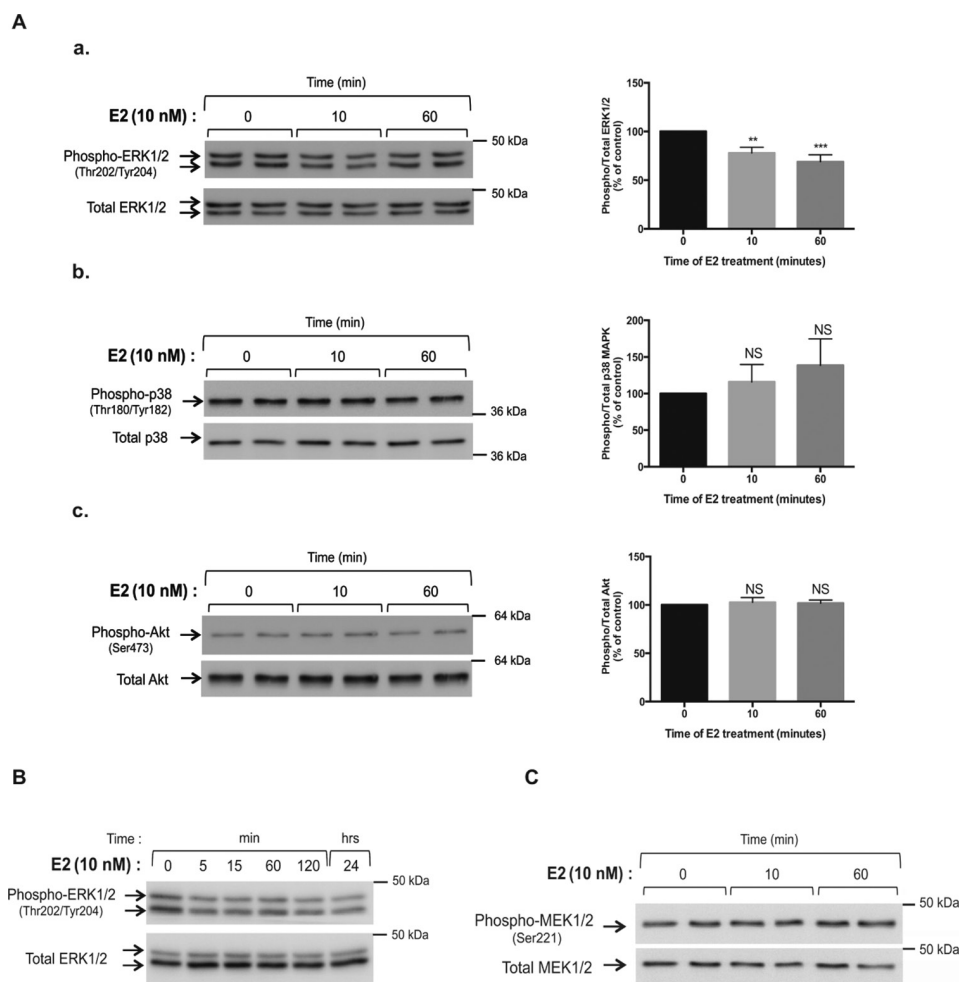 A
a.
Time (min)
E2 (10 nM) : 0 10 60
50 kDa
Phospho-ERK1/2
(Thr202/Tyr204)
50 kDa
Total ERK1/2
Phospho/Total ERK1/2
(% of control)
150
100
50
0
**
***
0 10 60
Time of E2 treatment (minutes)
b.
Time (min)
E2 (10 nM) : 0 10 60
Phospho-p38
(Thr180/Tyr182)
36 kDa
Total p38
36 kDa
Phospho/Total p38 MAPK
(% of control)
200
150
100
50
0
NS
NS
0 10 60
Time of E2 treatment (minutes)
c.
Time (min)
E2 (10 nM) : 0 10 60
64 kDa
Phospho-Akt
(Ser473)
64 kDa
Total Akt
Phospho/Total Akt
(% of control)
150
100
50
0
NS
NS
0 10 60
Time of E2 treatment (minutes)
B
Time : min hrs
E2 (10 nM) : 0 5 15 60 120 24
50 kDa
Phospho-ERK1/2
(Thr202/Tyr204)
50 kDa
Total ERK1/2
C
Time (min)
E2 (10 nM) : 0 10 60
50 kDa
Phospho-MEK1/2
(Ser221)
50 kDa
Total MEK1/2